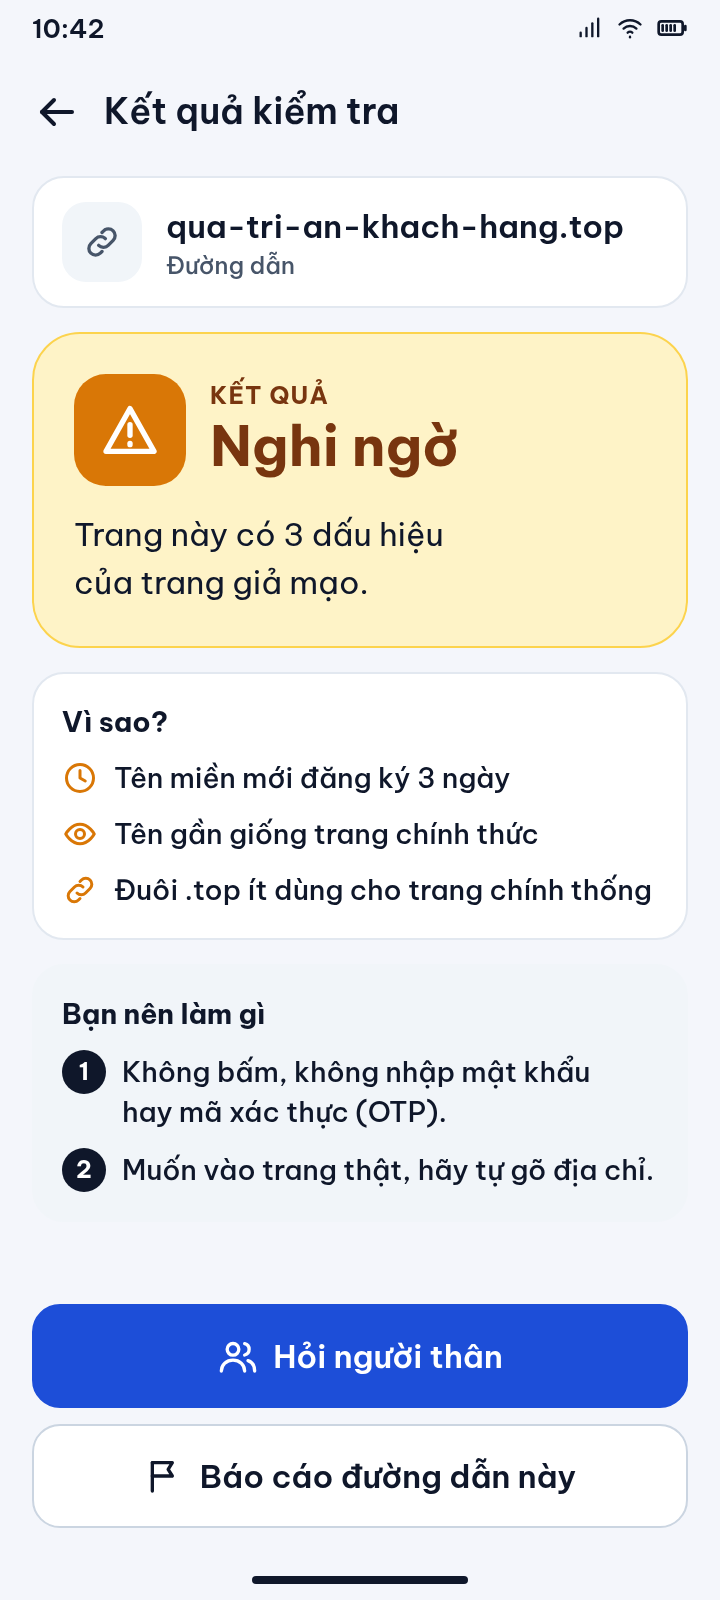 10:42
Kết quả kiểm tra
qua-tri-an-khach-hang.top
Đường dẫn
KẾT QUẢ
Nghi ngờ
Trang này có 3 dấu hiệu
của trang giả mạo.
Vì sao?
Tên miền mới đăng ký 3 ngày
Tên gần giống trang chính thức
Đuôi .top ít dùng cho trang chính thống
Bạn nên làm gì
1 Không bấm, không nhập mật khẩu
hay mã xác thực (OTP).
2 Muốn vào trang thật, hãy tự gõ địa chỉ.
Hỏi người thân
Báo cáo đường dẫn này